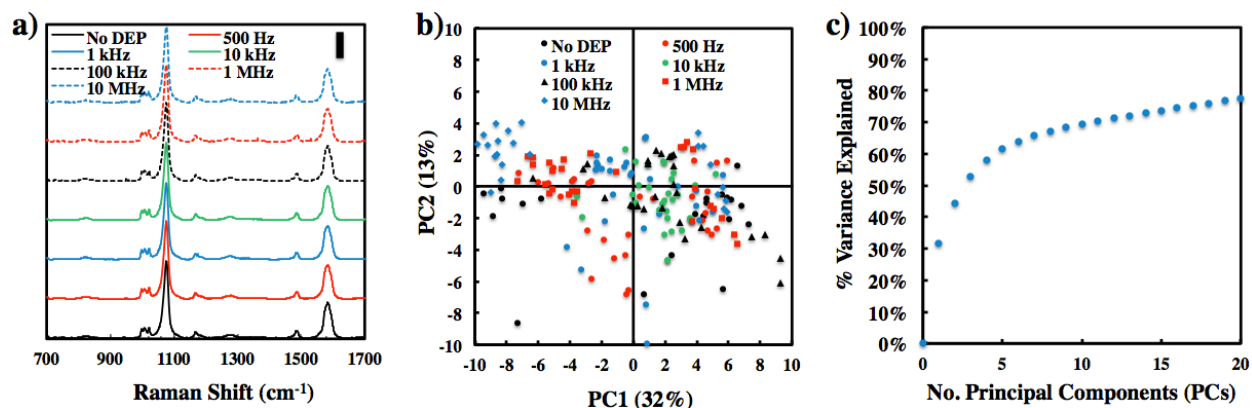 a)
No DEP
500 Hz
1 kHz
10 kHz
100 kHz
1 MHz
10 MHz
700 900 1100 1300 1500 1700
Raman Shift (cm-1)
b)
10
8
6
4
2
0
-2
-4
-6
-8
-10
No DEP
500 Hz
1 kHz
10 kHz
100 kHz
1 MHz
10 MHz
PC2 (13%)
-10 -8 -6 -4 -2 0 2 4 6 8 10
PC1 (32%)
c)
100%
90%
80%
70%
60%
50%
40%
30%
20%
10%
0%
% Variance Explained
0 5 10 15 20
No. Principal Components (PCs)